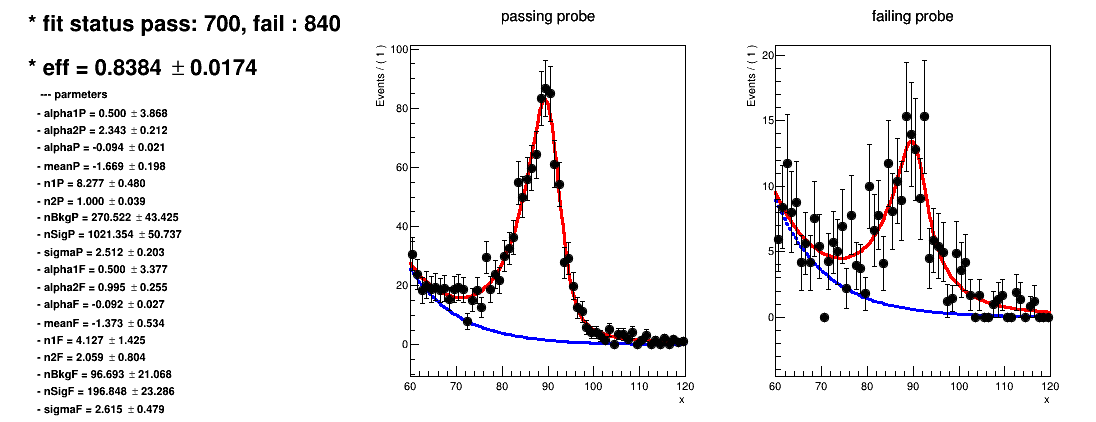 * fit status pass: 700, fail : 840
* eff = 0.8384 ± 0.0174
--- parmeters
- alpha1P = 0.500 ± 3.868
- alpha2P = 2.343 ± 0.212
- alphaP = -0.094 ± 0.021
- meanP = -1.669 ± 0.198
- n1P = 8.277 ± 0.480
- n2P = 1.000 ± 0.039
- nBkgP = 270.522 ± 43.425
- nSigP = 1021.354 ± 50.737
- sigmaP = 2.512 ± 0.203
- alpha1F = 0.500 ± 3.377
- alpha2F = 0.995 ± 0.255
- alphaF = -0.092 ± 0.027
- meanF = -1.373 ± 0.534
- n1F = 4.127 ± 1.425
- n2F = 2.059 ± 0.804
- nBkgF = 96.693 ± 21.068
- nSigF = 196.848 ± 23.286
- sigmaF = 2.615 ± 0.479
passing probe
Events / ( 1 )
100
80
60
40
20
0
60 70 80 90 100 110 120
x
failing probe
Events / ( 1 )
20
15
10
5
0
60 70 80 90 100 110 120
x